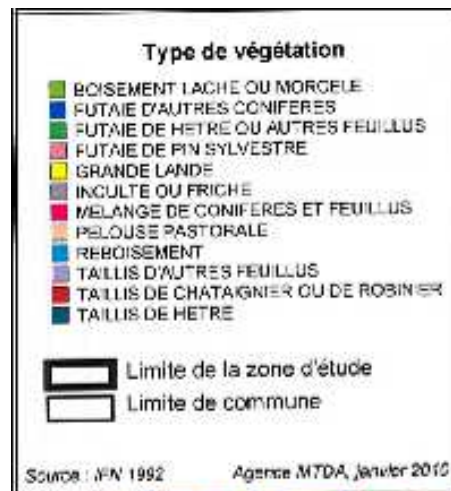 Type de végétation
BOISEMENT LACHE OU MORCELE
FUTAIE D'AUTRES CONIFERES
FUTAIE DE HETRE OU AUTRES FEUILLUS
FUTAIE DE PIN SYLVESTRE
GRANDE LANDE
INCULTE OU FRICHE
MELANGE DE CONIFERES ET FEUILLUS
PELOUSE PASTORALE
REBOISEMENT
TAILLIS D'AUTRES FEUILLUS
TAILLIS DE CHATAIGNIER OU DE ROBINIER
TAILLIS DE HETRE
Limite de la zone d'étude
Limite de commune
Source : IFN 1992 Agence MTDA, janvier 2010